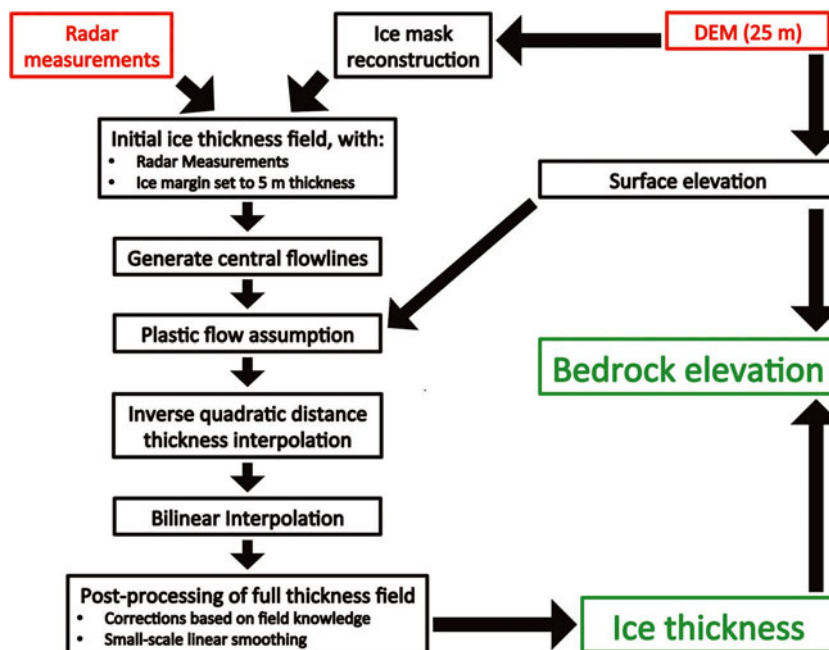 Radar
measurements
Ice mask
reconstruction
DEM (25 m)
Initial ice thickness field, with:
• Radar Measurements
• Ice margin set to 5 m thickness
Surface elevation
Generate central flowlines
Plastic flow assumption
Bedrock elevation
Inverse quadratic distance
thickness interpolation
Bilinear Interpolation
Post-processing of full thickness field
• Corrections based on field knowledge
• Small-scale linear smoothing
Ice thickness